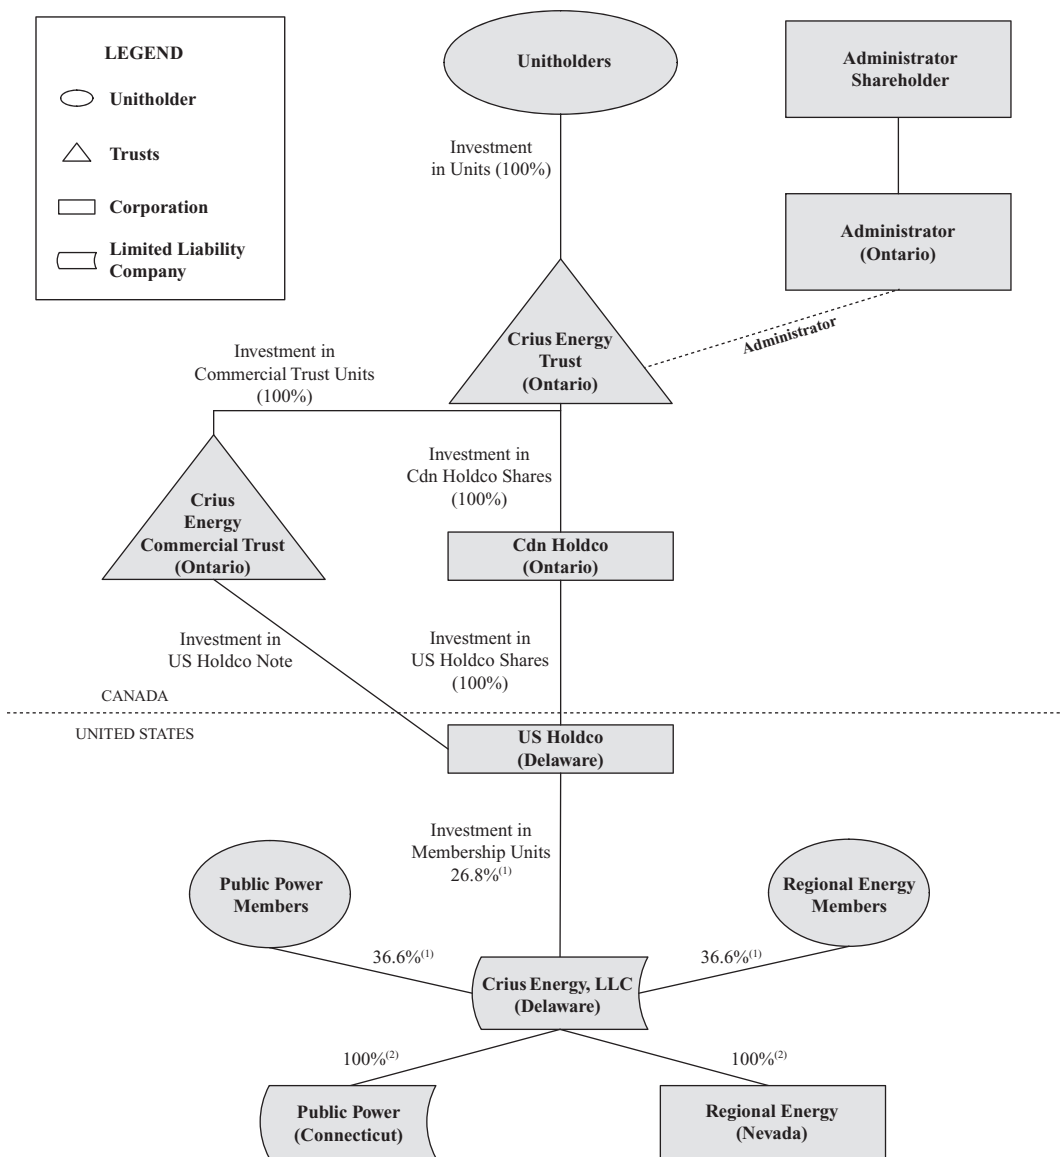 LEGEND
Unitholder
Trusts
Corporation
Limited Liability
Company
Unitholders
Administrator
Shareholder
Investment
in Units (100%)
Administrator
(Ontario)
Administrator
Crius Energy
Trust
(Ontario)
Investment in
Commercial Trust Units
(100%)
Investment in
Cdn Holdco Shares
(100%)
Crius
Energy
Commercial Trust
(Ontario)
Cdn Holdco
(Ontario)
Investment in
US Holdco Note
Investment in
US Holdco Shares
(100%)
CANADA
UNITED STATES
US Holdco
(Delaware)
Investment in
Membership Units
26.8%(1)
Public Power
Members
Regional Energy
Members
36.6%(1)
36.6%(1)
Crius Energy, LLC
(Delaware)
100%(2)
100%(2)
Public Power
(Connecticut)
Regional Energy
(Nevada)